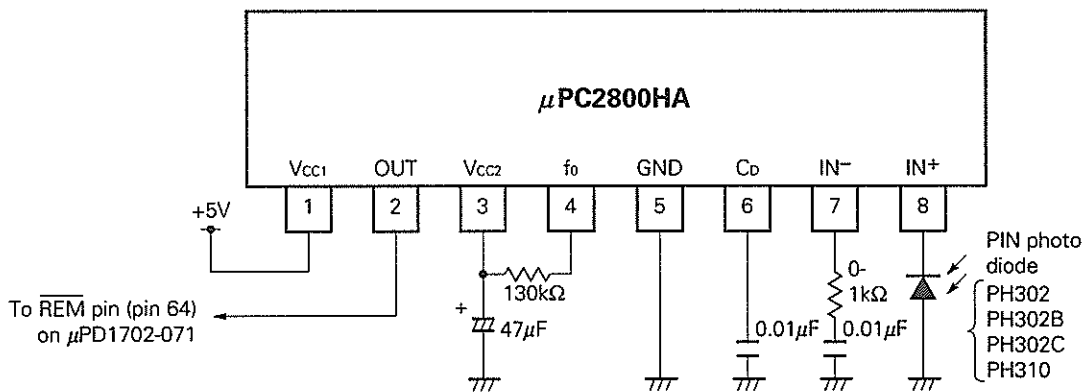 μPC2800HA
VCC1 OUT VCC2 f0 GND CD IN− IN+
1 2 3 4 5 6 7 8
+5V
PIN photo
diode
0-
1kΩ
130kΩ
PH302
To REM pin (pin 64)
on μPD1702-071
+
47μF
0.01μF 0.01μF
PH302B
PH302C
PH310